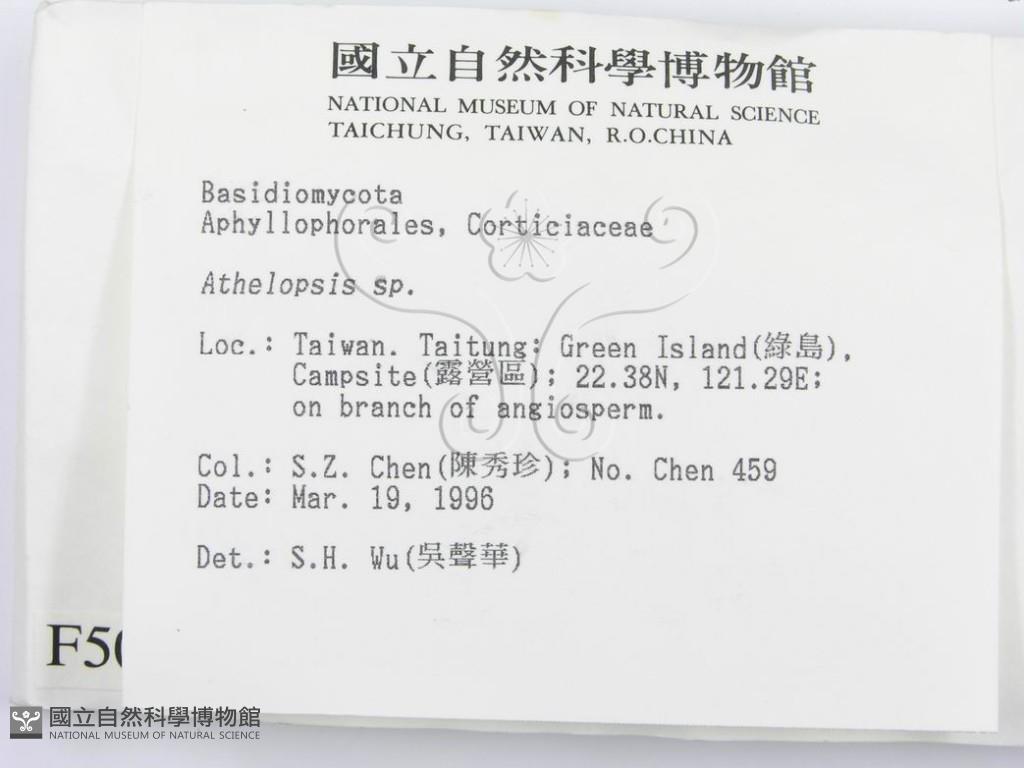 國立自然科學博物館
NATIONAL MUSEUM OF NATURAL SCIENCE
TAICHUNG, TAIWAN, R.O.CHINA
Basidiomycota
Aphyllophorales, Corticiaceae
Athelopsis sp.
Loc.: Taiwan. Taitung: Green Island(綠島),
Campsite(露營區); 22.38N, 121.29E;
on branch of angiosperm.
Col.: S.Z. Chen(陳秀珍); No. Chen 459
Date: Mar. 19, 1996
Det.: S.H. Wu(吳聲華)
F50
國立自然科學博物館
NATIONAL MUSEUM OF NATURAL SCIENCE